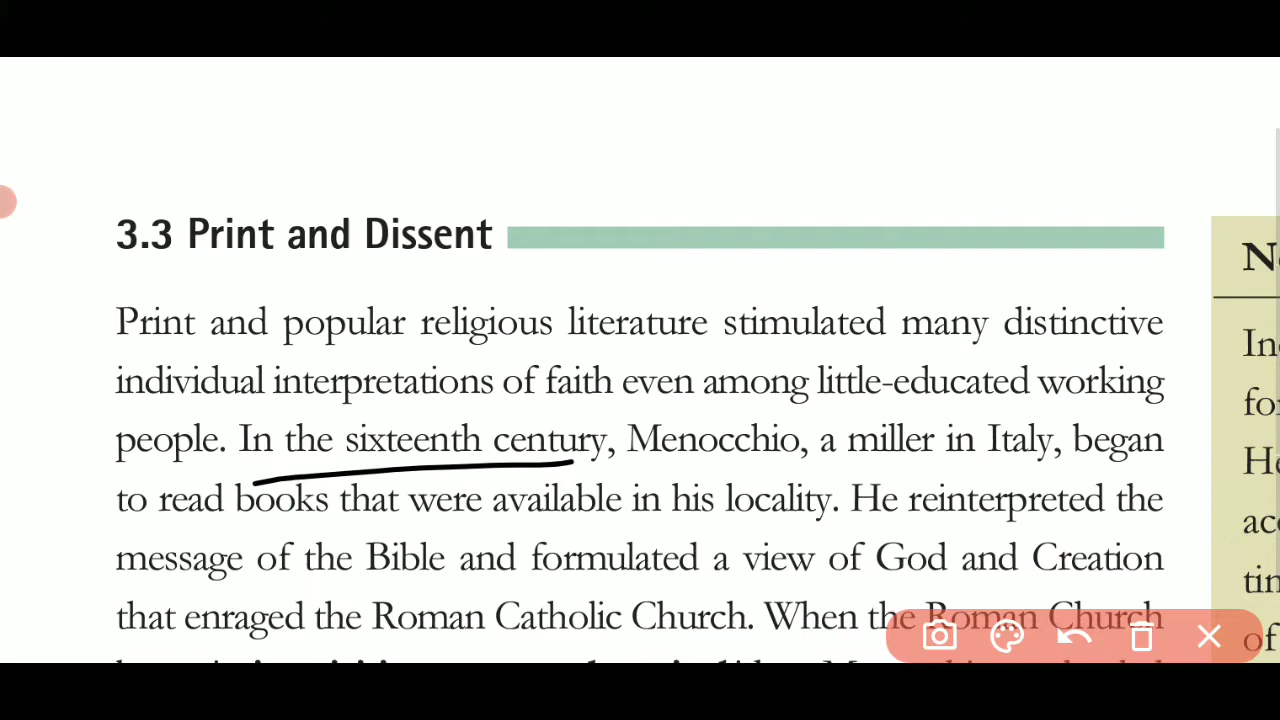 3.3 Print and Dissent
Print and popular religious literature stimulated many distinctive
individual interpretations of faith even among little-educated working
people. In the sixteenth century, Menocchio, a miller in Italy, began
to read books that were available in his locality. He reinterpreted the
message of the Bible and formulated a view of God and Creation
that enraged the Roman Catholic Church. When the Roman Church
of